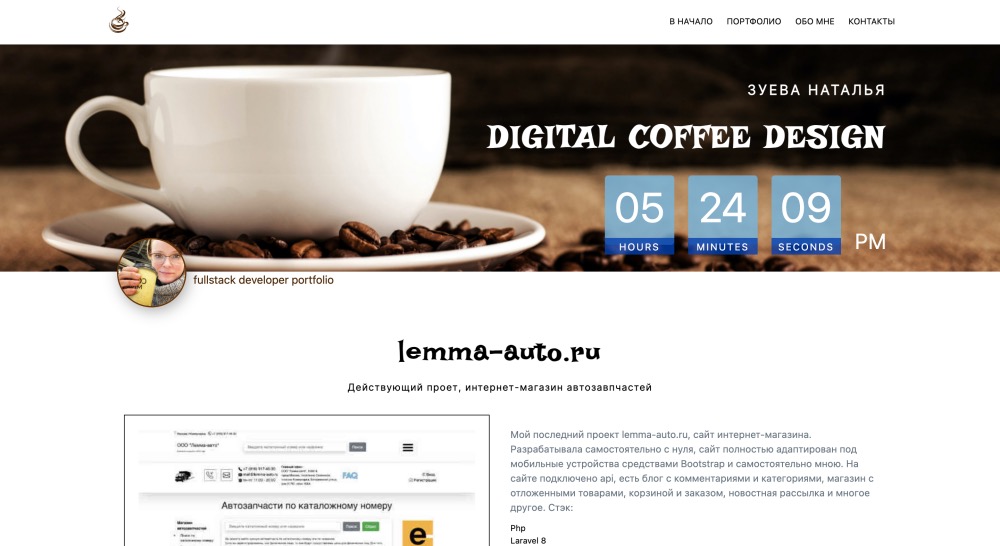 В НАЧАЛО ПОРТФОЛИО ОБО МНЕ КОНТАКТЫ
ЗУЕВА НАТАЛЬЯ
DIGITAL COFFEE DESIGN
05 24 09
HOURS MINUTES SECONDS PM
fullstack developer portfolio
lemma-auto.ru
Действующий проет, интернет-магазин автозавпчастей
ООО "Лемма-авто"
Поиск
FAQ
Автозапчасти по каталожному номеру
Магазин
автозапчастей
Поиск
e
Мой последний проект lemma-auto.ru, сайт интернет-магазина.
Разрабатывала самостоятельно с нуля, сайт полностью адаптирован под
мобильные устройства средствами Bootstrap и самостоятельно мною. На
сайте подключено api, есть блог с комментариями и категориями, магазин с
отложенными товарами, корзиной и заказом, новостная рассылка и многое
другое. Стэк:
Php
Laravel 8